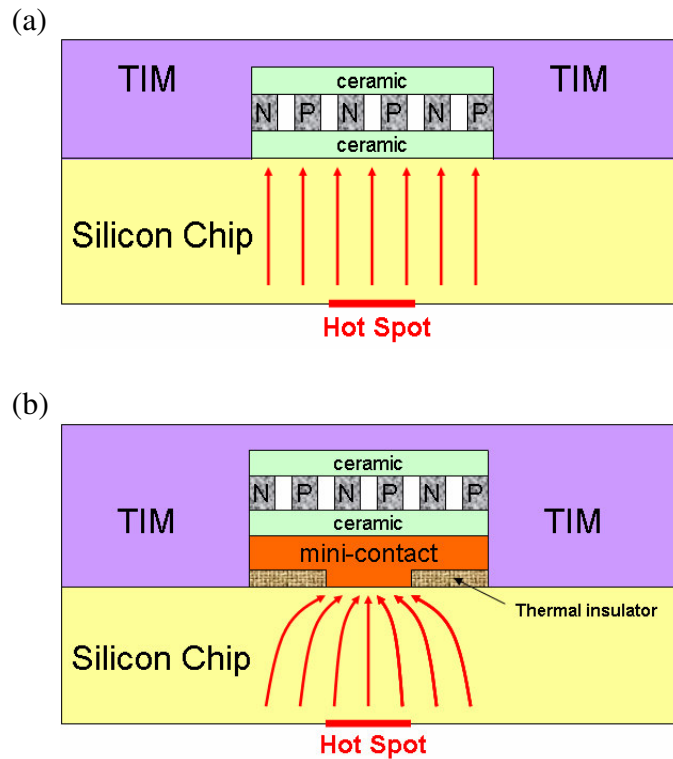 (a)
TIM TIM
ceramic
N P N P N P
ceramic
Silicon Chip
Hot Spot
(b)
ceramic
N P N P N P
TIM ceramic TIM
mini-contact
Thermal insulator
Silicon Chip
Hot Spot